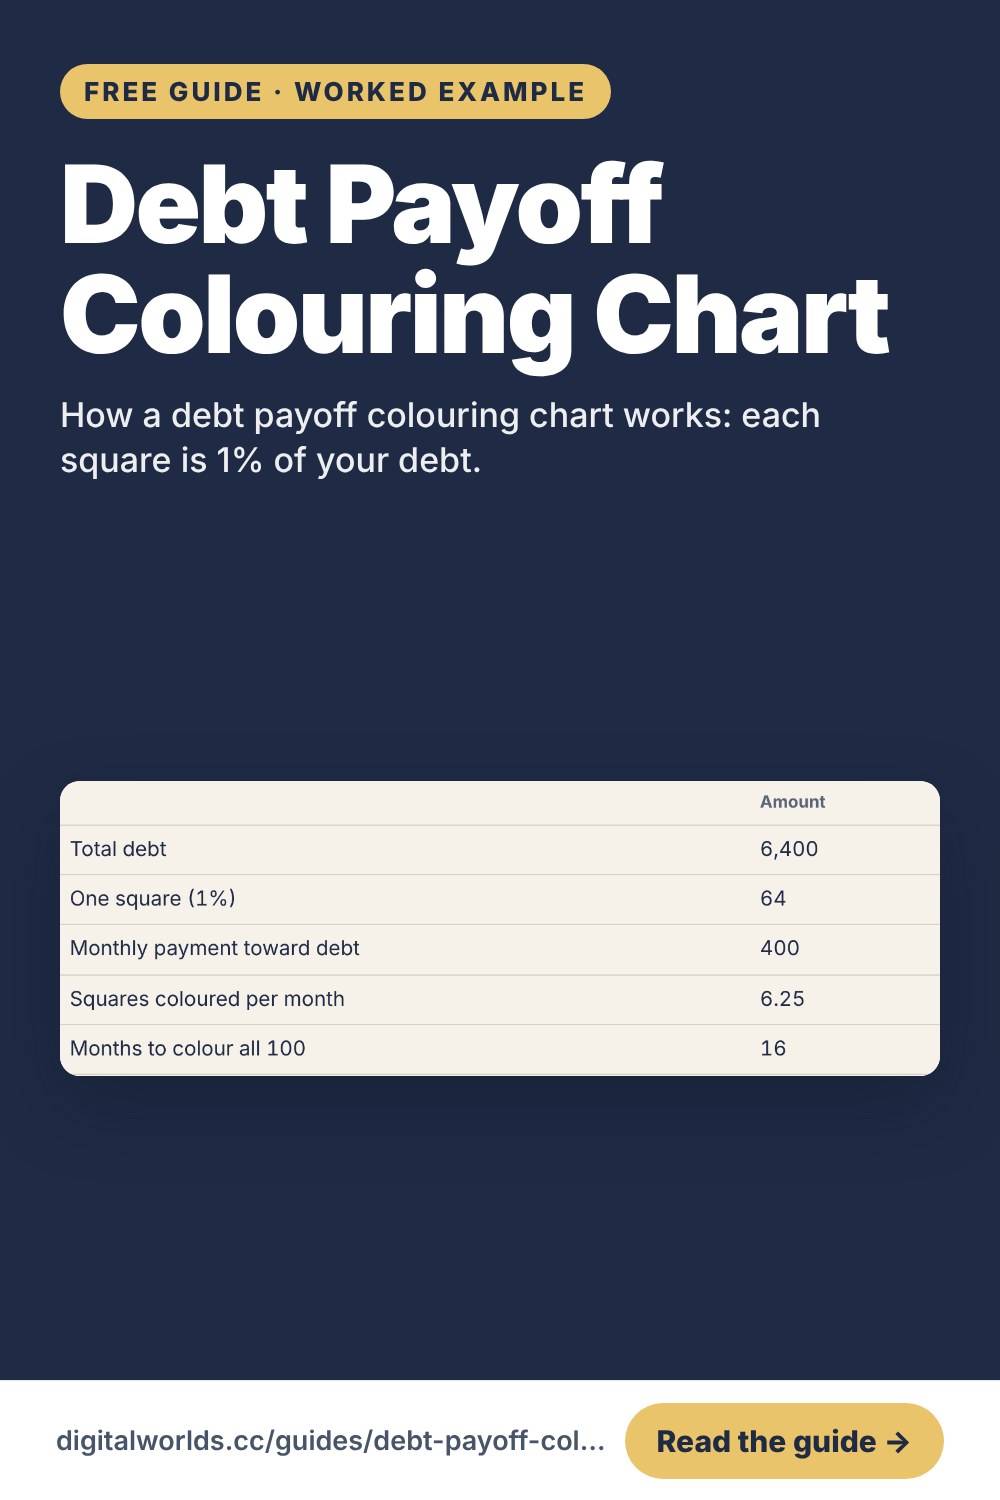 FREE GUIDE · WORKED EXAMPLE
Debt Payoff
Colouring Chart
How a debt payoff colouring chart works: each
square is 1% of your debt.
Amount
Total debt 6,400
One square (1%) 64
Monthly payment toward debt 400
Squares coloured per month 6.25
Months to colour all 100 16
digitalworlds.cc/guides/debt-payoff-col... Read the guide →